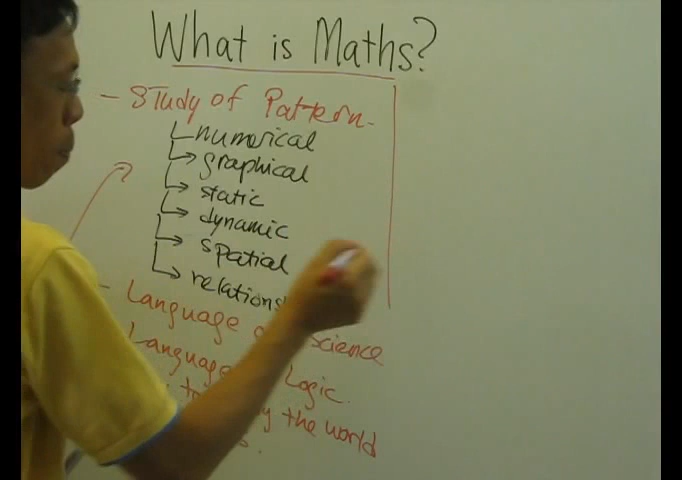 What is Maths?
- Study of Pattern.
numerical
graphical
static
dynamic
spatial
relations
- Language science
Language Logic.
the world